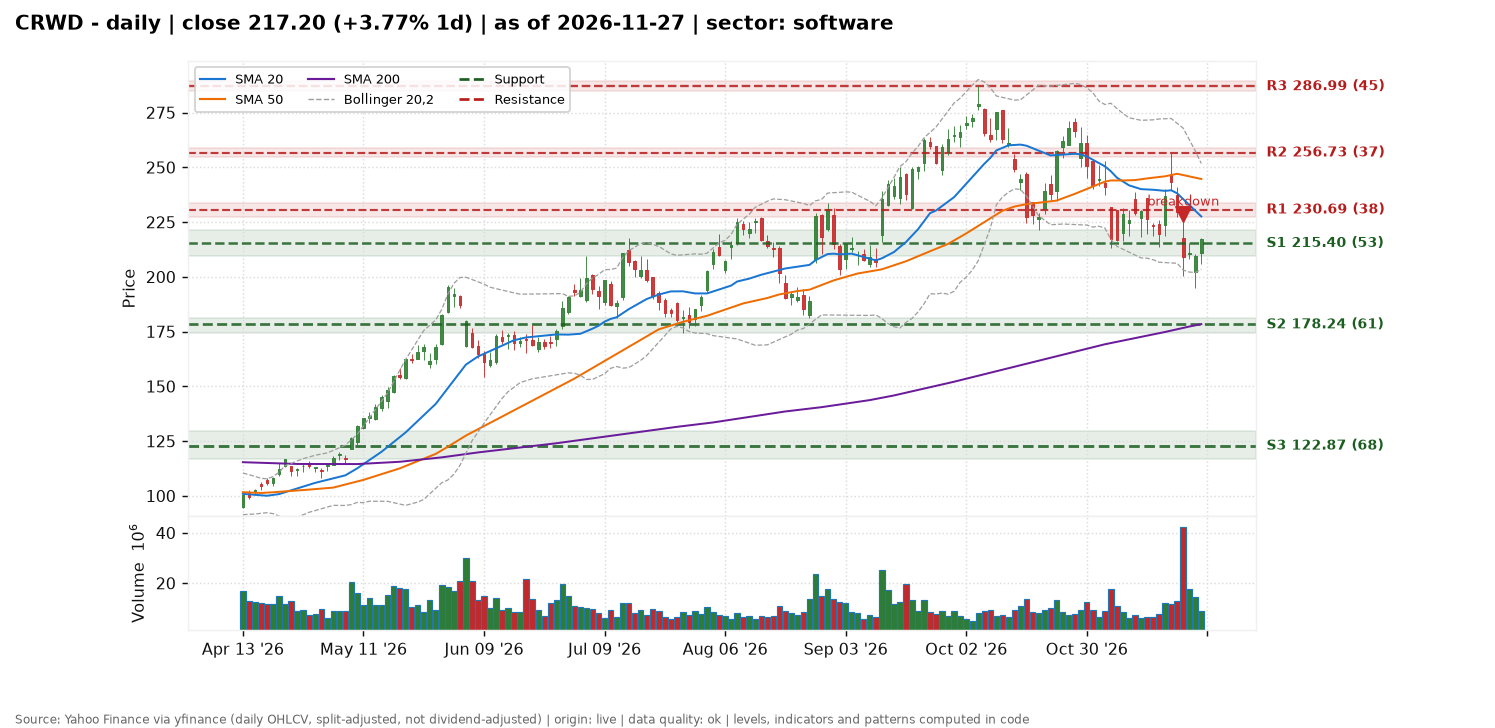 CRWD - daily | close 217.20 (+3.77% 1d) | as of 2026-11-27 | sector: software
SMA 20
SMA 50
SMA 200
Bollinger 20,2
Support
Resistance
R3 286.99 (45)
R2 256.73 (37)
R1 230.69 (38)
S1 215.40 (53)
S2 178.24 (61)
S3 122.87 (68)
breakdown
Price
275
250
225
200
175
150
125
100
Volume 10⁶
40
20
Apr 13 '26
May 11 '26
Jun 09 '26
Jul 09 '26
Aug 06 '26
Sep 03 '26
Oct 02 '26
Oct 30 '26
Source: Yahoo Finance via yfinance (daily OHLCV, split-adjusted, not dividend-adjusted) | origin: live | data quality: ok | levels, indicators and patterns computed in code